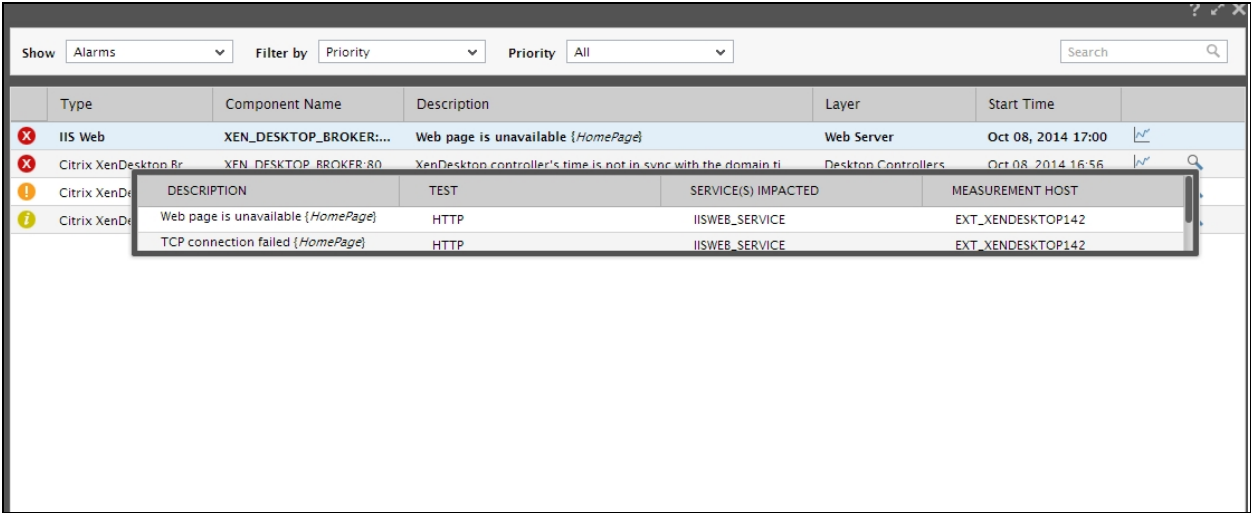 ?
Show Alarms Filter by Priority Priority All Search
Type Component Name Description Layer Start Time
IIS Web XEN_DESKTOP_BROKER:... Web page is unavailable {HomePage} Web Server Oct 08, 2014 17:00
Citrix XenDesktop Br XEN_DESKTOP_BROKER:80 XenDesktop controller's time is not in sync with the domain ti Desktop Controllers Oct 08, 2014 16:56
Citrix XenDe
Citrix XenDe
DESCRIPTION TEST SERVICE(S) IMPACTED MEASUREMENT HOST
Web page is unavailable {HomePage} HTTP IISWEB_SERVICE EXT_XENDESKTOP142
TCP connection failed {HomePage} HTTP IISWEB_SERVICE EXT_XENDESKTOP142